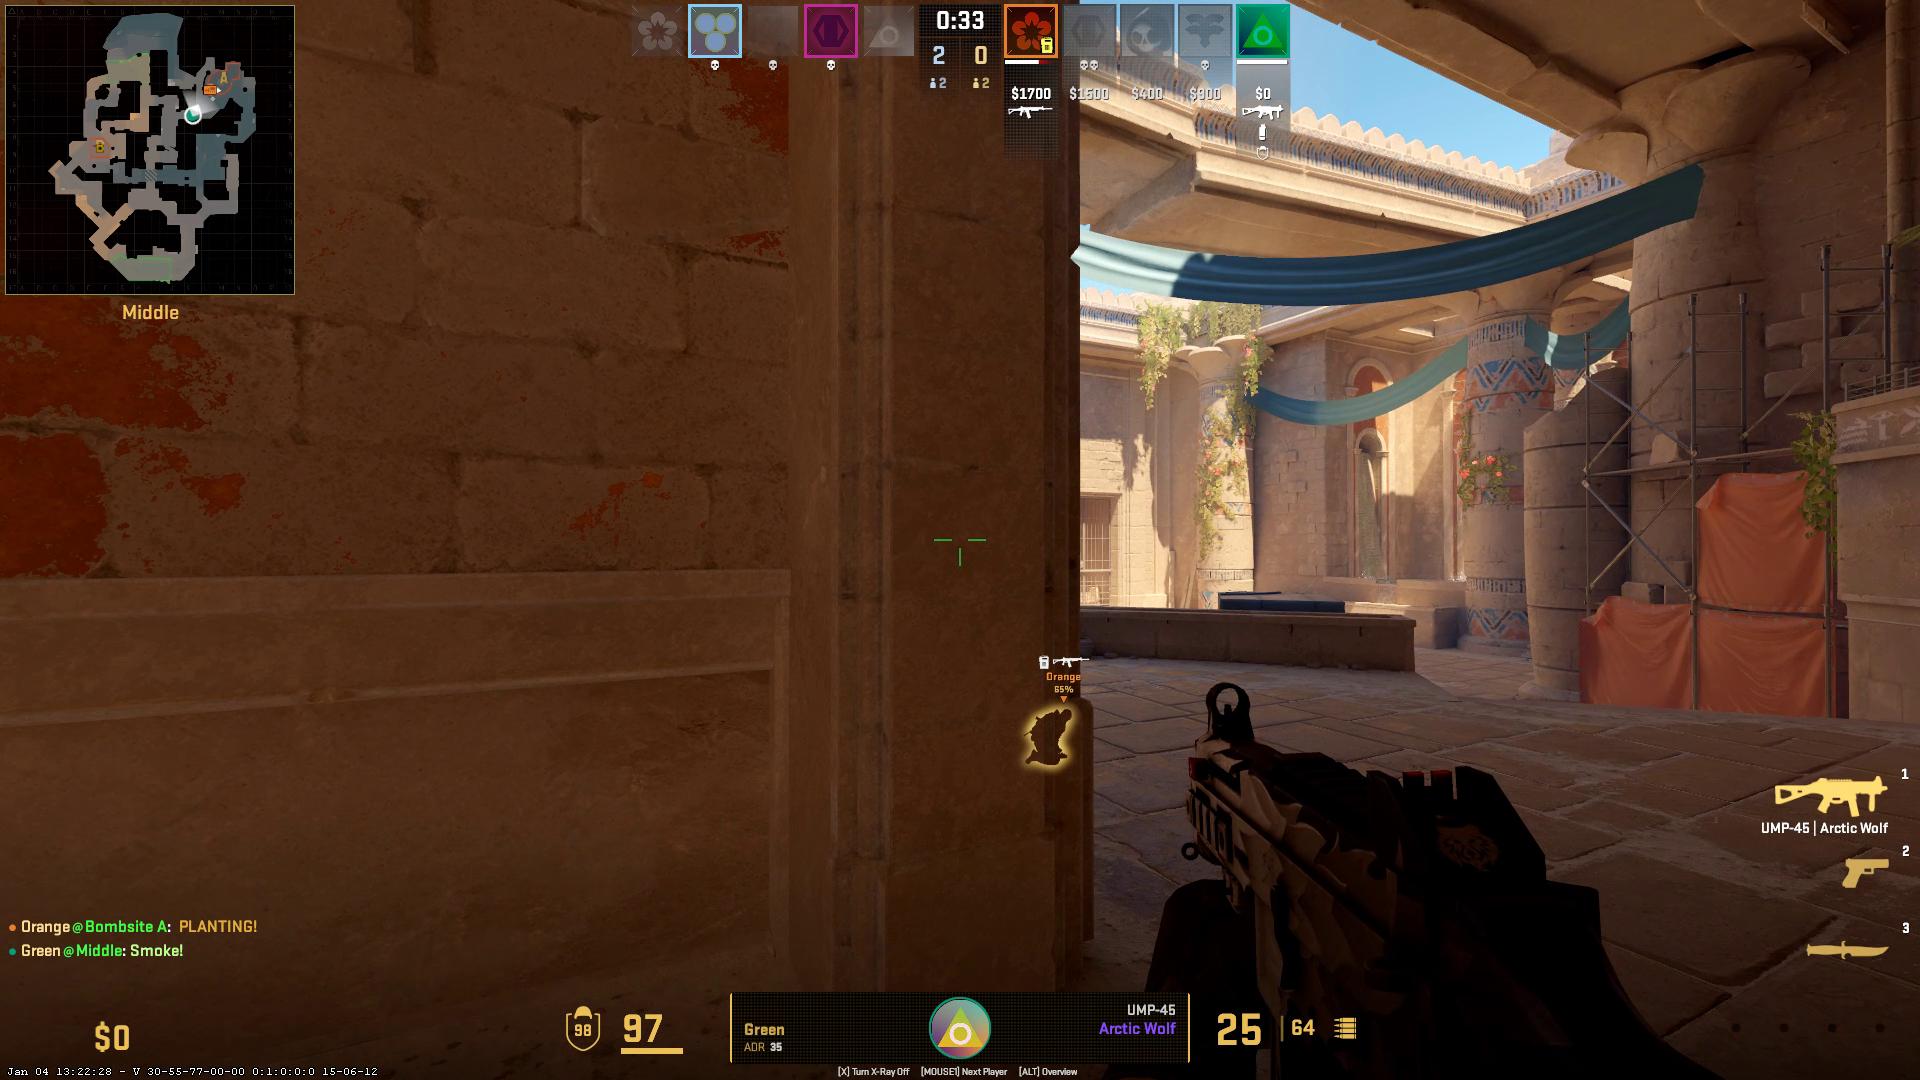 0:33
2 0
2 2
$1700 $1500 $400 $900 $0
A
B
Middle
Orange
65%
1
UMP-45 | Arctic Wolf
2
3
Orange@Bombsite A: PLANTING!
Green@Middle: Smoke!
$0
98 97
Green
ADR 35
UMP-45
Arctic Wolf
25 | 64
[X] Turn X-Ray Off [MOUSE1] Next Player [ALT] Overview
Jan 04 13:22:28 - V 30-55-77-00-00 0:1:0:0:0 15-06-12